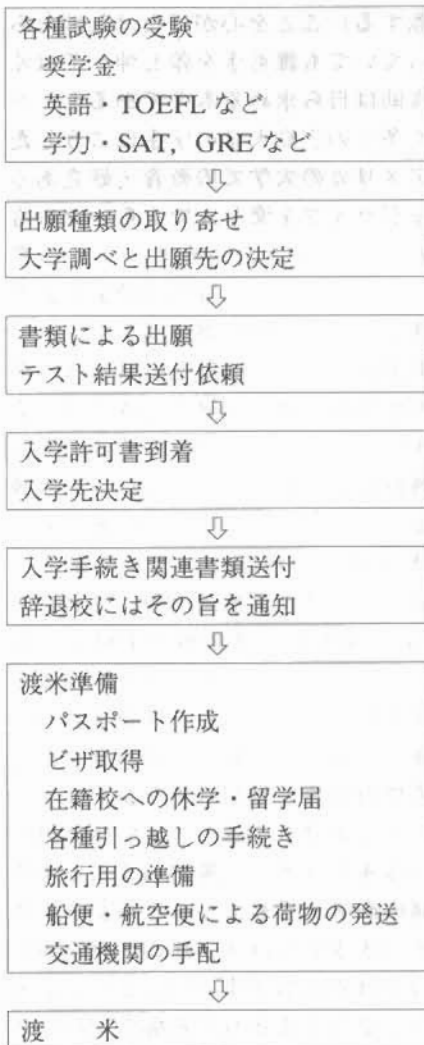 各種試験の受験
奨学金
英語・TOEFLなど
学力・SAT，GREなど
⇩
出願種類の取り寄せ
大学調べと出願先の決定
⇩
書類による出願
テスト結果送付依頼
⇩
入学許可書到着
入学先決定
⇩
入学手続き関連書類送付
辞退校にはその旨を通知
⇩
渡米準備
パスポート作成
ビザ取得
在籍校への休学・留学届
各種引っ越しの手続き
旅行用の準備
船便・航空便による荷物の発送
交通機関の手配
⇩
渡　　米